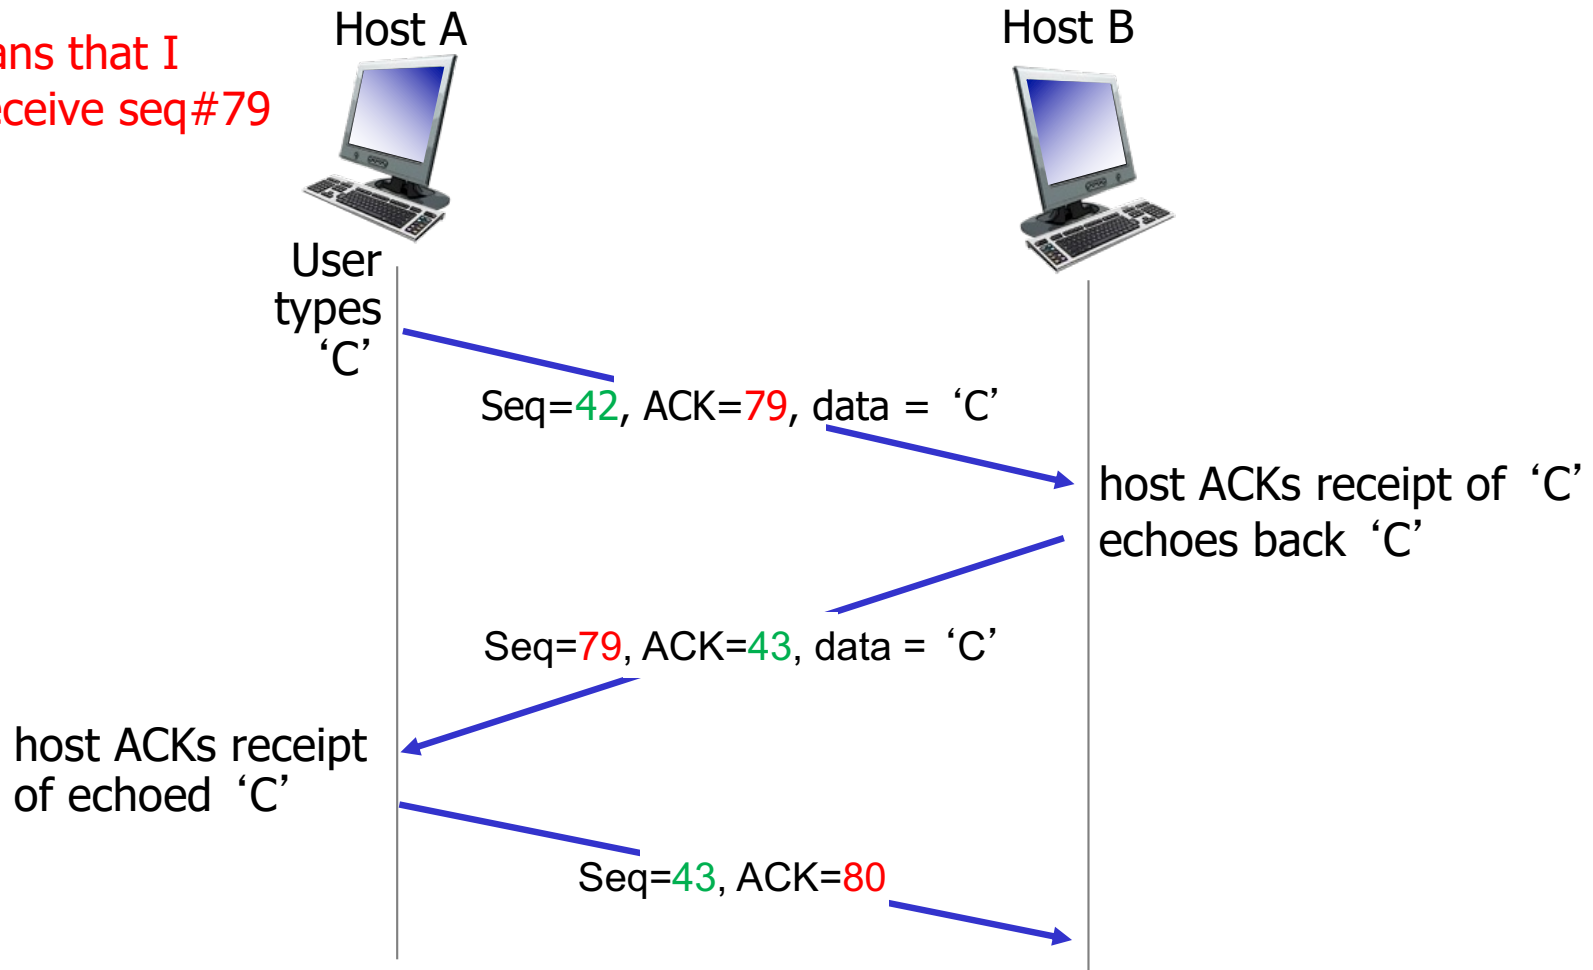 Host A
Host B
ans that I
eceive seq#79
User
types
‘C’
Seq=42, ACK=79, data = ‘C’
host ACKs receipt of ‘C’
echoes back ‘C’
Seq=79, ACK=43, data = ‘C’
host ACKs receipt
of echoed ‘C’
Seq=43, ACK=80